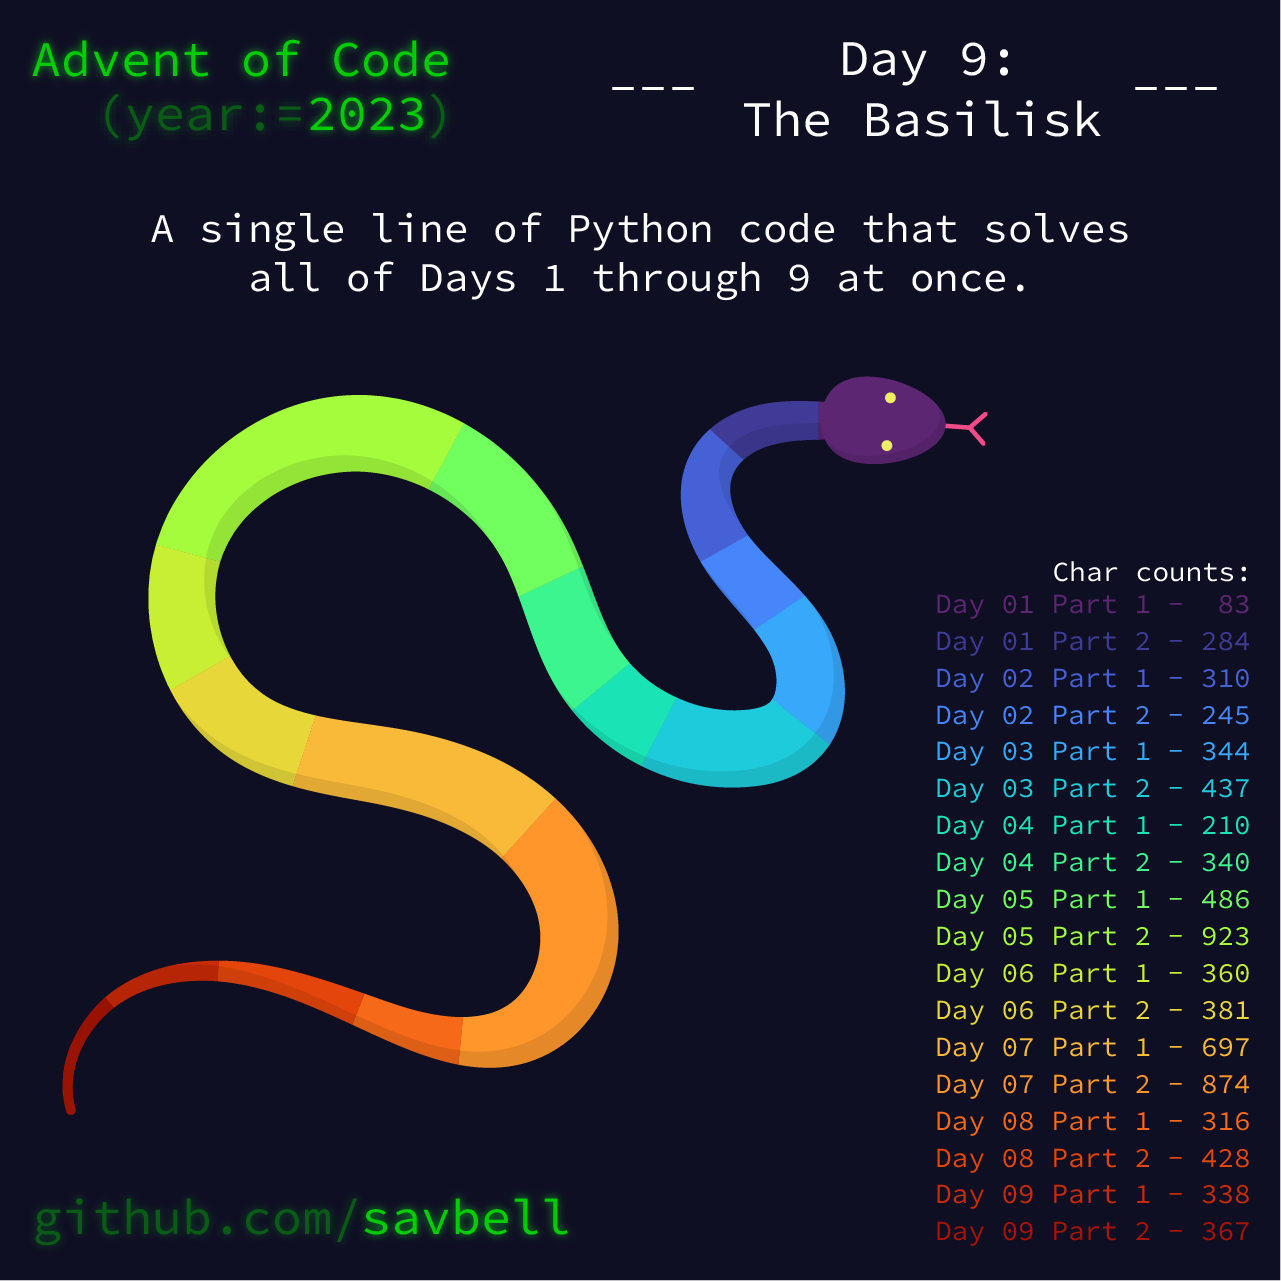 Advent of Code
(year:=2023)
--- Day 9: ---
The Basilisk
A single line of Python code that solves
all of Days 1 through 9 at once.
Char counts:
Day 01 Part 1 - 83
Day 01 Part 2 - 284
Day 02 Part 1 - 310
Day 02 Part 2 - 245
Day 03 Part 1 - 344
Day 03 Part 2 - 437
Day 04 Part 1 - 210
Day 04 Part 2 - 340
Day 05 Part 1 - 486
Day 05 Part 2 - 923
Day 06 Part 1 - 360
Day 06 Part 2 - 381
Day 07 Part 1 - 697
Day 07 Part 2 - 874
Day 08 Part 1 - 316
Day 08 Part 2 - 428
Day 09 Part 1 - 338
Day 09 Part 2 - 367
github.com/savbell